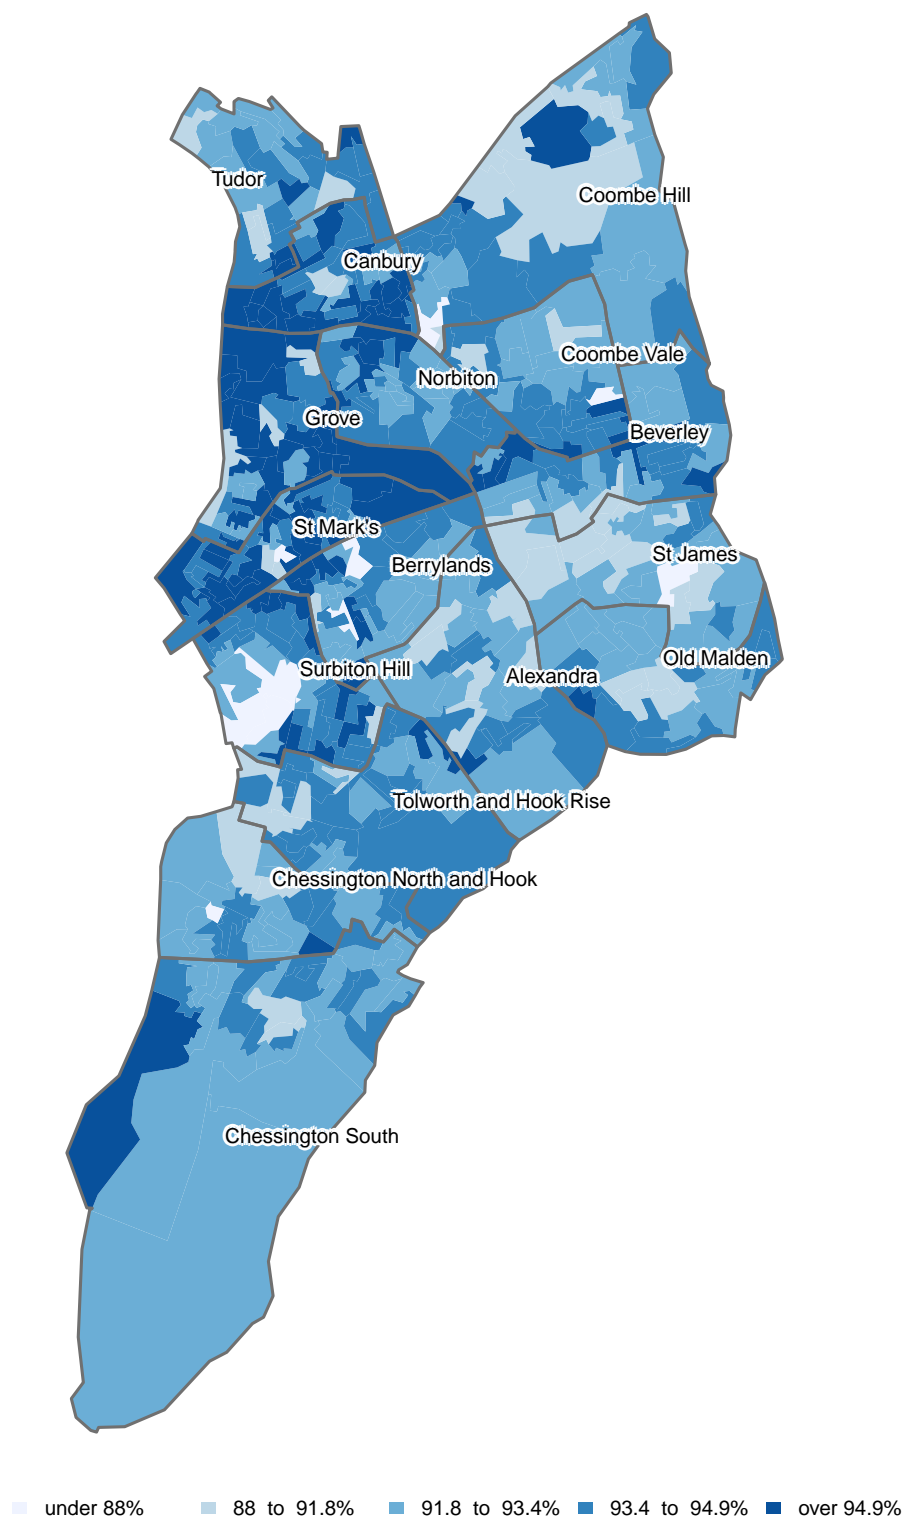 Tudor
Coombe Hill
Canbury
Coombe Vale
Norbiton
Grove
Beverley
St Mark's
St James
Berrylands
Old Malden
Surbiton Hill
Alexandra
Tolworth and Hook Rise
Chessington North and Hook
Chessington South
under 88% 88 to 91.8% 91.8 to 93.4% 93.4 to 94.9% over 94.9%